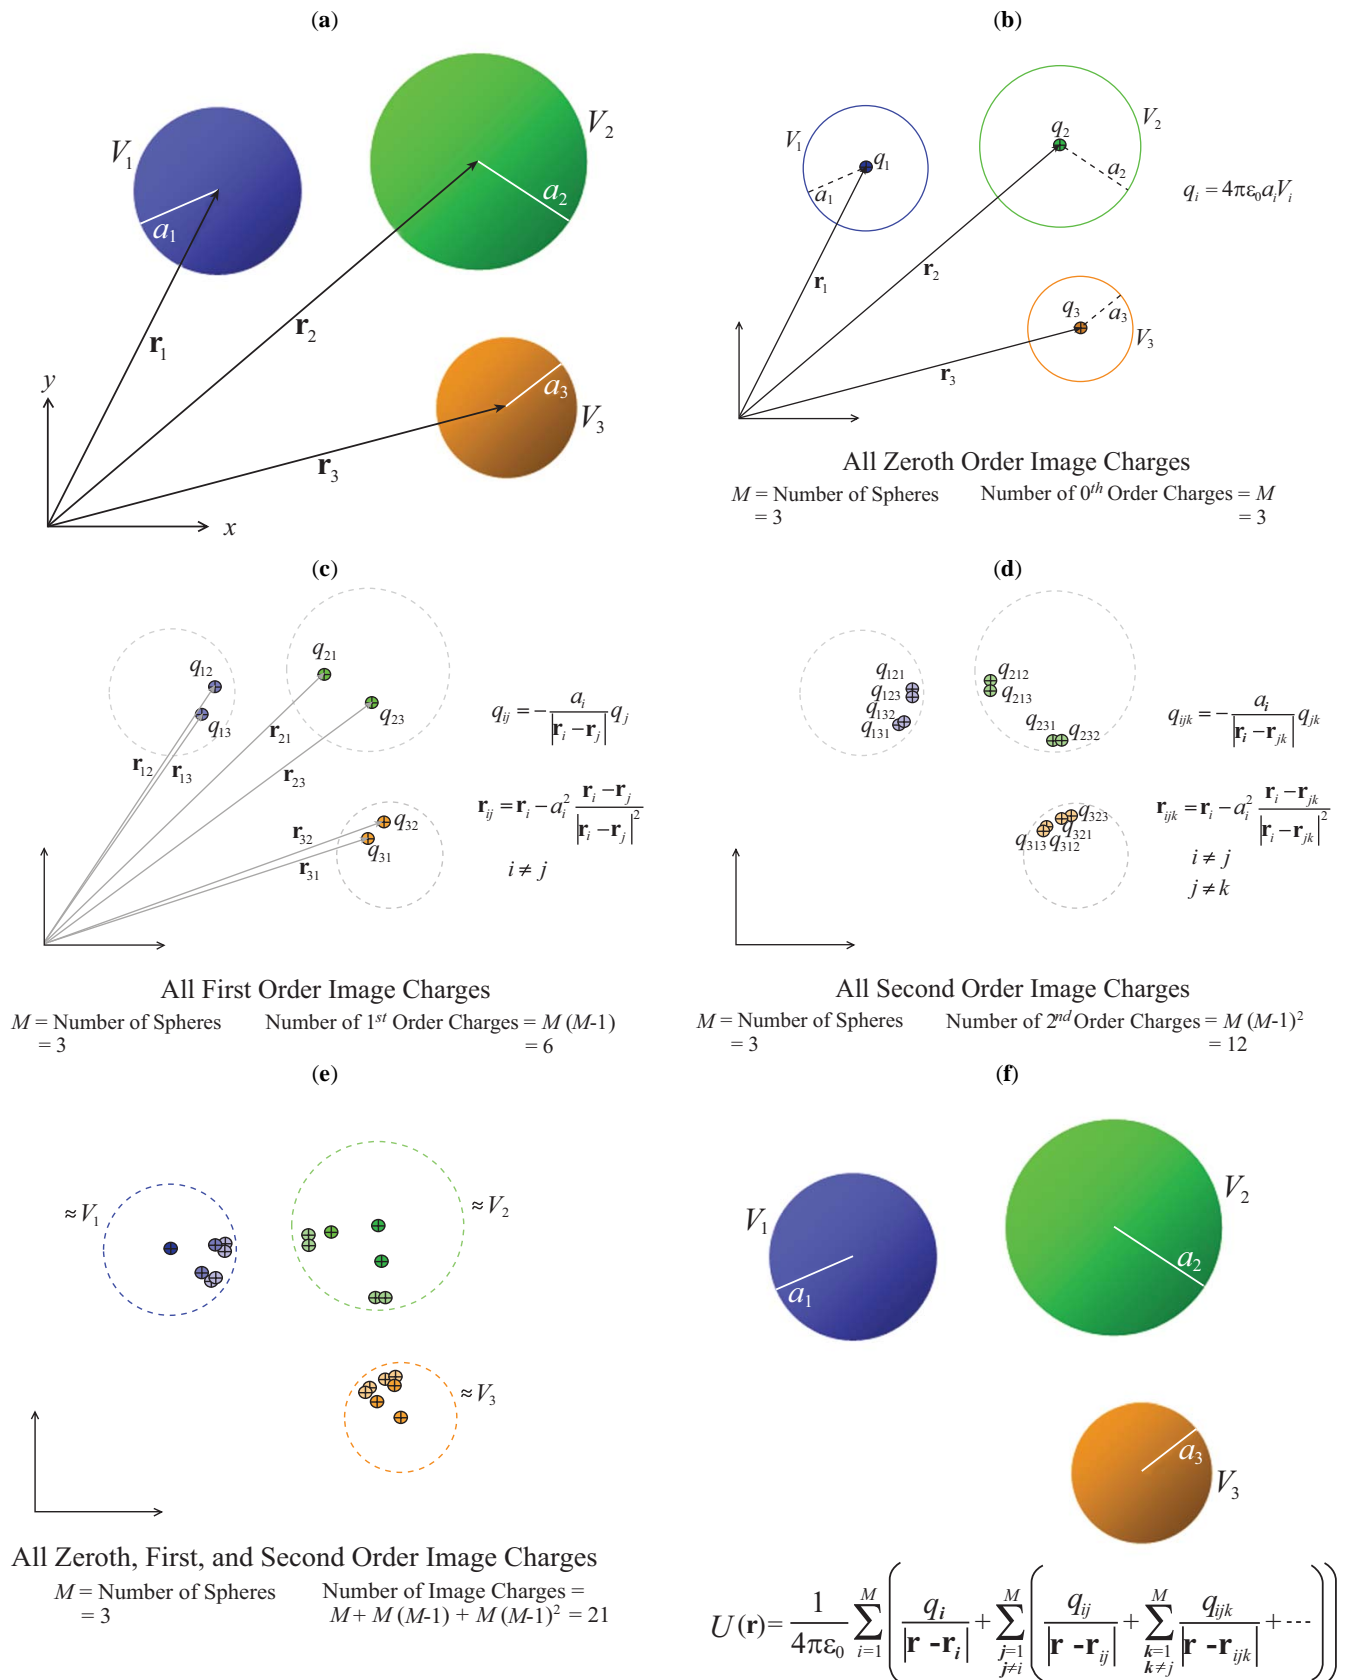 (a)
V₁
a₁
V₂
a₂
r₁
r₂
r₃
a₃
V₃
y
x
(b)
V₁
q₁
a₁
q₂
V₂
a₂
qᵢ = 4πε₀aᵢVᵢ
r₁
r₂
q₃
a₃
V₃
r₃
All Zeroth Order Image Charges
M = Number of Spheres Number of 0ᵗʰ Order Charges = M
= 3 = 3
(c)
q₁₂
q₁₃
q₂₁
q₂₃
r₁₂
r₁₃
r₂₁
r₂₃
r₃₂
r₃₁
q₃₂
q₃₁
qᵢⱼ = − aᵢ / |rᵢ − rⱼ| qⱼ
rᵢⱼ = rᵢ − aᵢ² (rᵢ − rⱼ) / |rᵢ − rⱼ|²
i ≠ j
All First Order Image Charges
M = Number of Spheres Number of 1ˢᵗ Order Charges = M (M-1)
= 3 = 6
(d)
q₁₂₁
q₁₂₃
q₁₃₂
q₁₃₁
q₂₁₂
q₂₁₃
q₂₃₁
q₂₃₂
q₃₂₃
q₃₂₁
q₃₁₃
q₃₁₂
qᵢⱼₖ = − aᵢ / |rᵢ − rⱼₖ| qⱼₖ
rᵢⱼₖ = rᵢ − aᵢ² (rᵢ − rⱼₖ) / |rᵢ − rⱼₖ|²
i ≠ j
j ≠ k
All Second Order Image Charges
M = Number of Spheres Number of 2ⁿᵈ Order Charges = M (M-1)²
= 3 = 12
(e)
≈ V₁
≈ V₂
≈ V₃
All Zeroth, First, and Second Order Image Charges
M = Number of Spheres Number of Image Charges =
= 3 M + M (M-1) + M (M-1)² = 21
(f)
V₁
a₁
V₂
a₂
a₃
V₃
U(r) = 1/(4πε₀) ∑ᵢ₌₁ᴹ ( qᵢ/|r - rᵢ| + ∑ⱼ₌₁, ⱼ≠ᵢᴹ ( qᵢⱼ/|r - rᵢⱼ| + ∑ₖ₌₁, ₖ≠ⱼᴹ qᵢⱼₖ/|r - rᵢⱼₖ| + ⋯ ) )